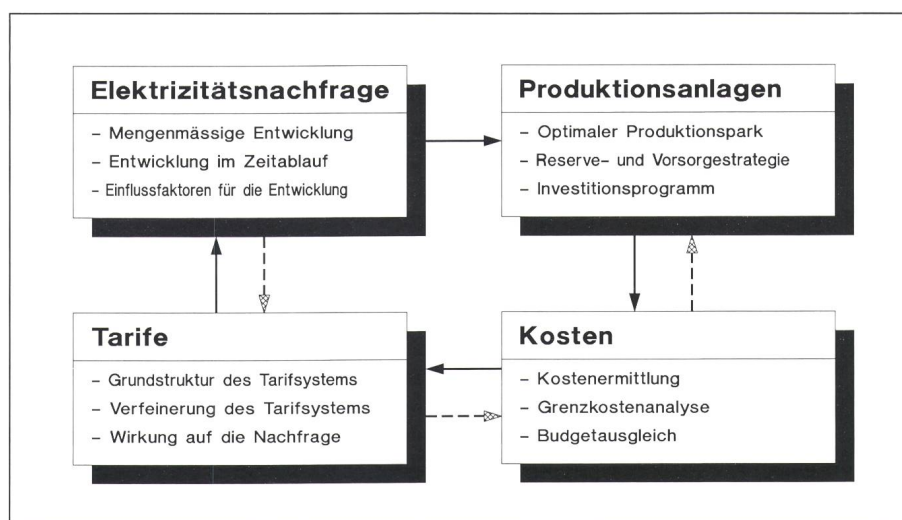 Elektrizitätsnachfrage
– Mengenmässige Entwicklung
– Entwicklung im Zeitablauf
– Einflussfaktoren für die Entwicklung
Produktionsanlagen
– Optimaler Produktionspark
– Reserve- und Vorsorgestrategie
– Investitionsprogramm
Tarife
– Grundstruktur des Tarifsystems
– Verfeinerung des Tarifsystems
– Wirkung auf die Nachfrage
Kosten
– Kostenermittlung
– Grenzkostenanalyse
– Budgetausgleich